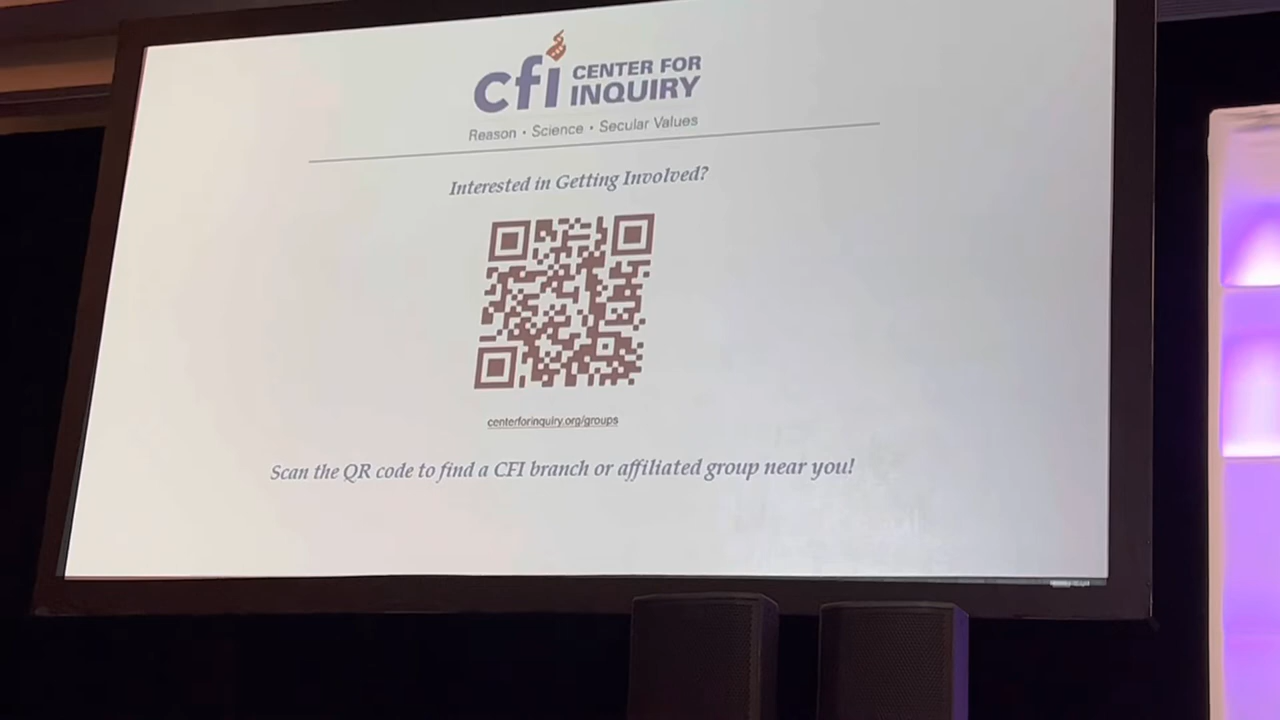 cfi CENTER FOR
INQUIRY
Reason • Science • Secular Values
Interested in Getting Involved?
centerforinquiry.org/groups
Scan the QR code to find a CFI branch or affiliated group near you!